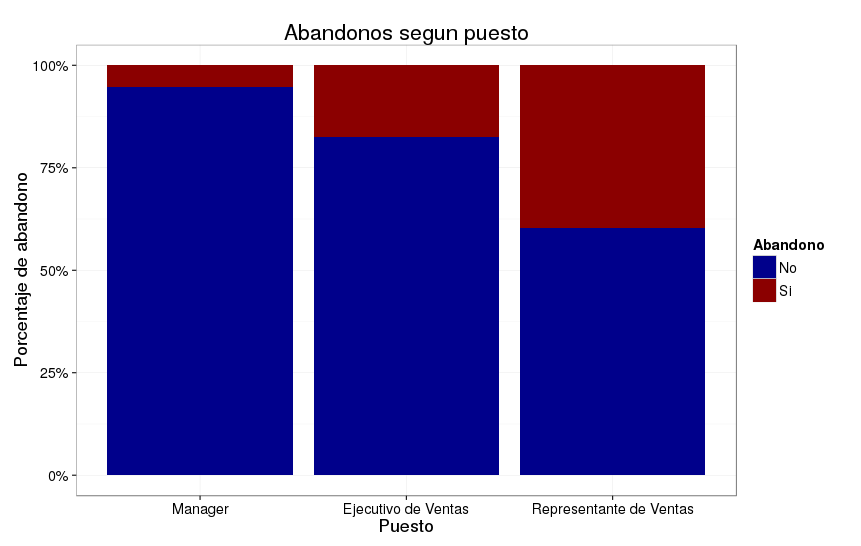 Abandonos segun puesto
Porcentaje de abandono
100%
75%
50%
25%
0%
Manager
Ejecutivo de Ventas
Representante de Ventas
Puesto
Abandono
No
Si